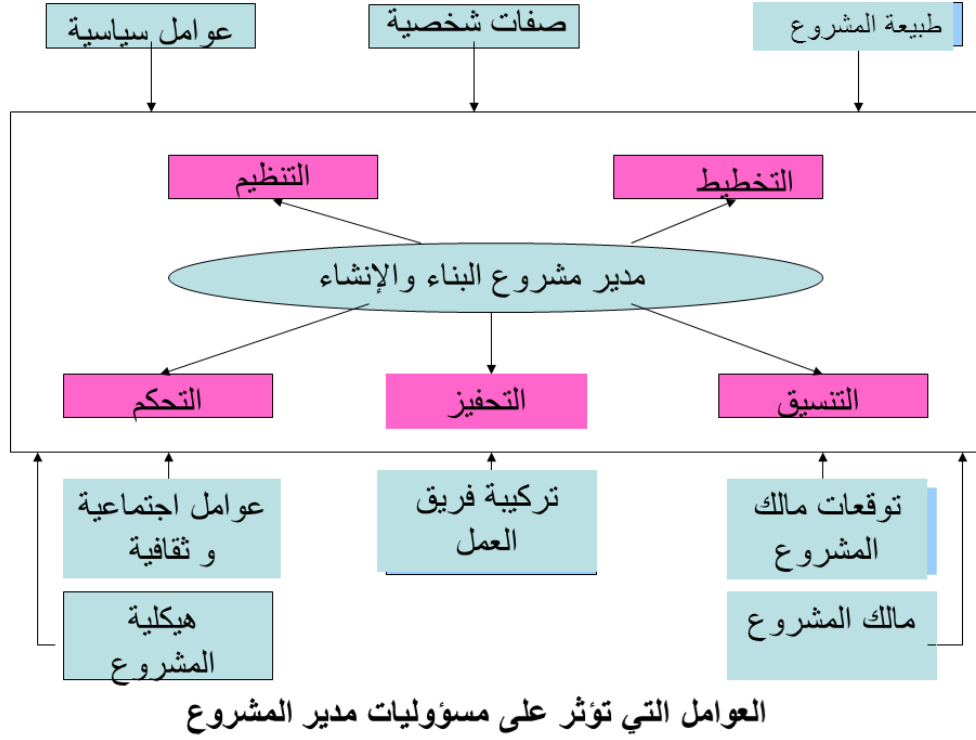 طبيعة المشروع
صفات شخصية
عوامل سياسية
التخطيط
التنظيم
مدير مشروع البناء والإنشاء
التنسيق
التحفيز
التحكم
توقعات مالك
المشروع
تركيبة فريق
العمل
عوامل اجتماعية
و ثقافية
مالك المشروع
هيكلية
المشروع
العوامل التي تؤثر على مسؤوليات مدير المشروع